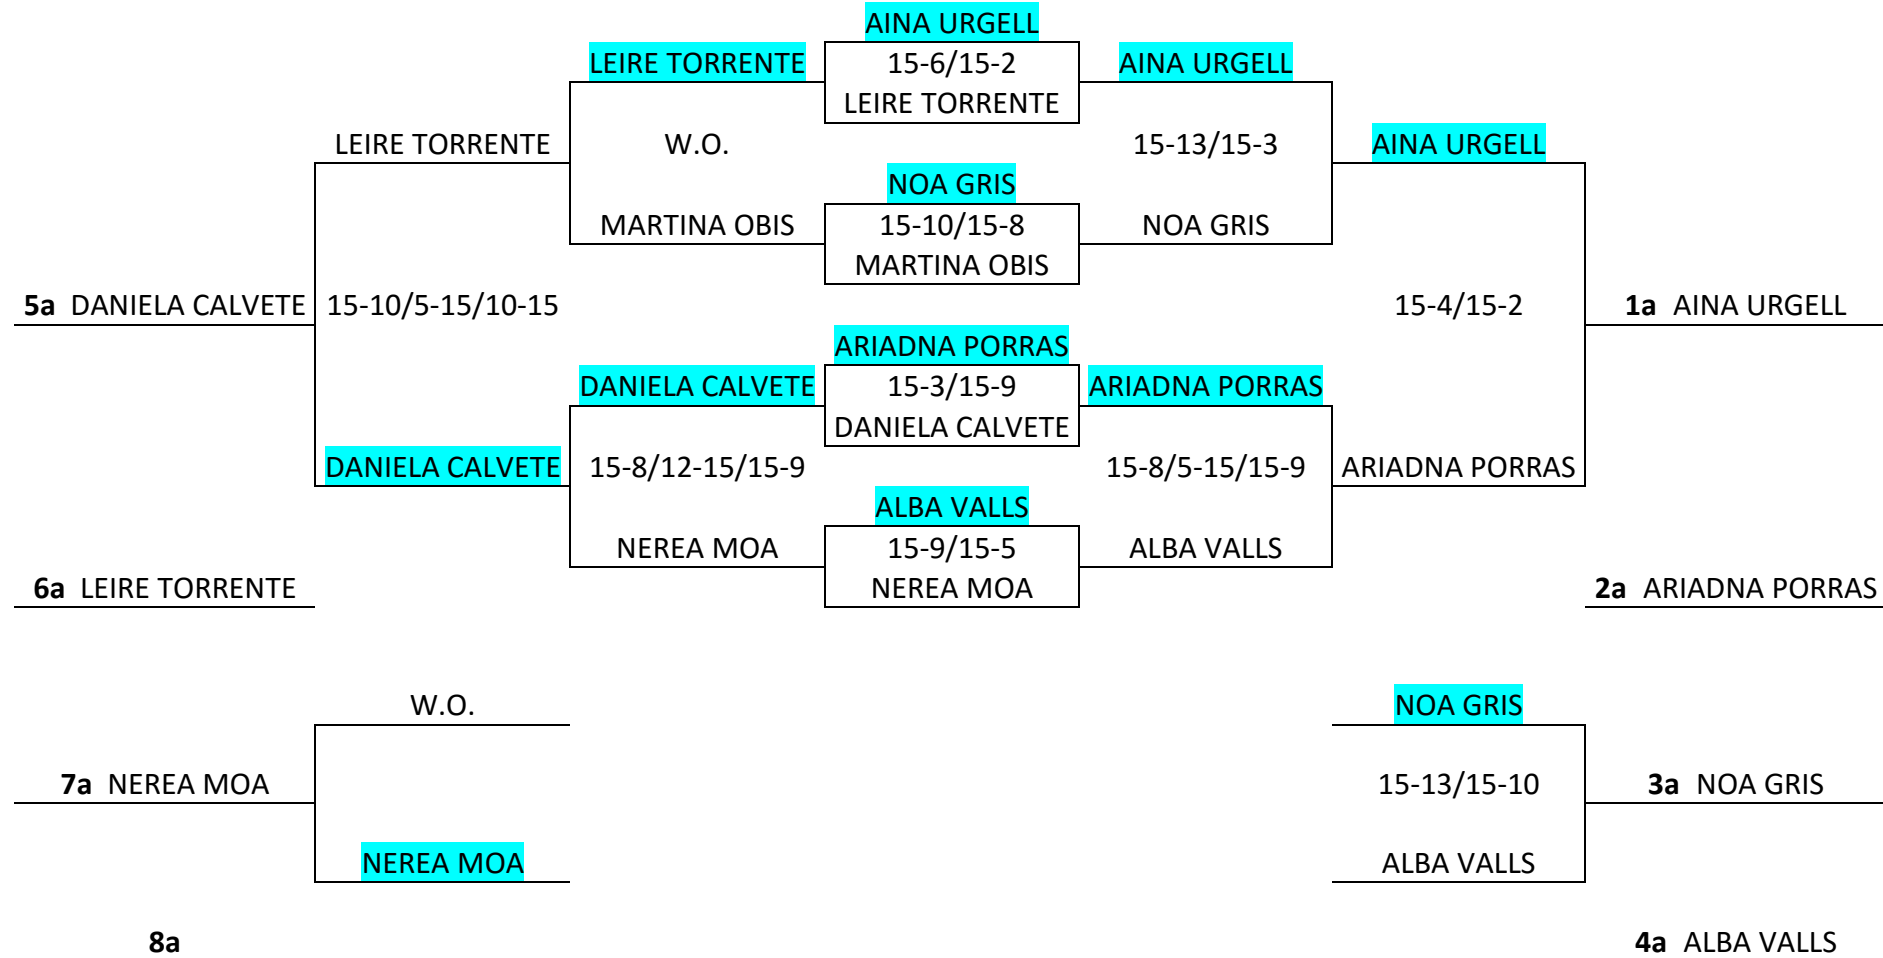 AINA URGELL
LEIRE TORRENTE 15-6/15-2 AINA URGELL
LEIRE TORRENTE
LEIRE TORRENTE W.O. 15-13/15-3 AINA URGELL
NOA GRIS
MARTINA OBIS 15-10/15-8 NOA GRIS
MARTINA OBIS
5a DANIELA CALVETE 15-10/5-15/10-15 15-4/15-2 1a AINA URGELL
ARIADNA PORRAS
DANIELA CALVETE 15-3/15-9 ARIADNA PORRAS
DANIELA CALVETE
DANIELA CALVETE 15-8/12-15/15-9 15-8/5-15/15-9 ARIADNA PORRAS
ALBA VALLS
NEREA MOA 15-9/15-5 ALBA VALLS
6a LEIRE TORRENTE NEREA MOA 2a ARIADNA PORRAS
W.O. NOA GRIS
7a NEREA MOA 15-13/15-10 3a NOA GRIS
NEREA MOA ALBA VALLS
8a 4a ALBA VALLS